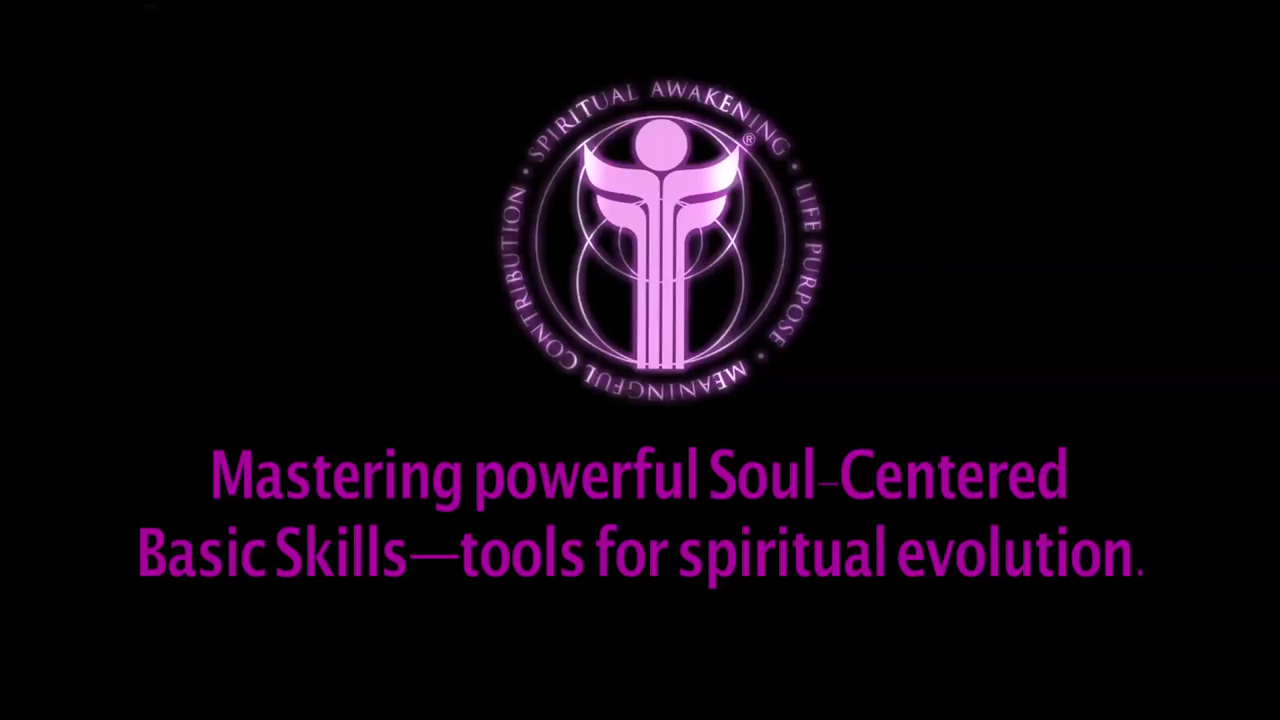 SPIRITUAL AWAKENING • LIFE PURPOSE • MEANINGFUL CONTRIBUTION •
®
Mastering powerful Soul-Centered
Basic Skills—tools for spiritual evolution.